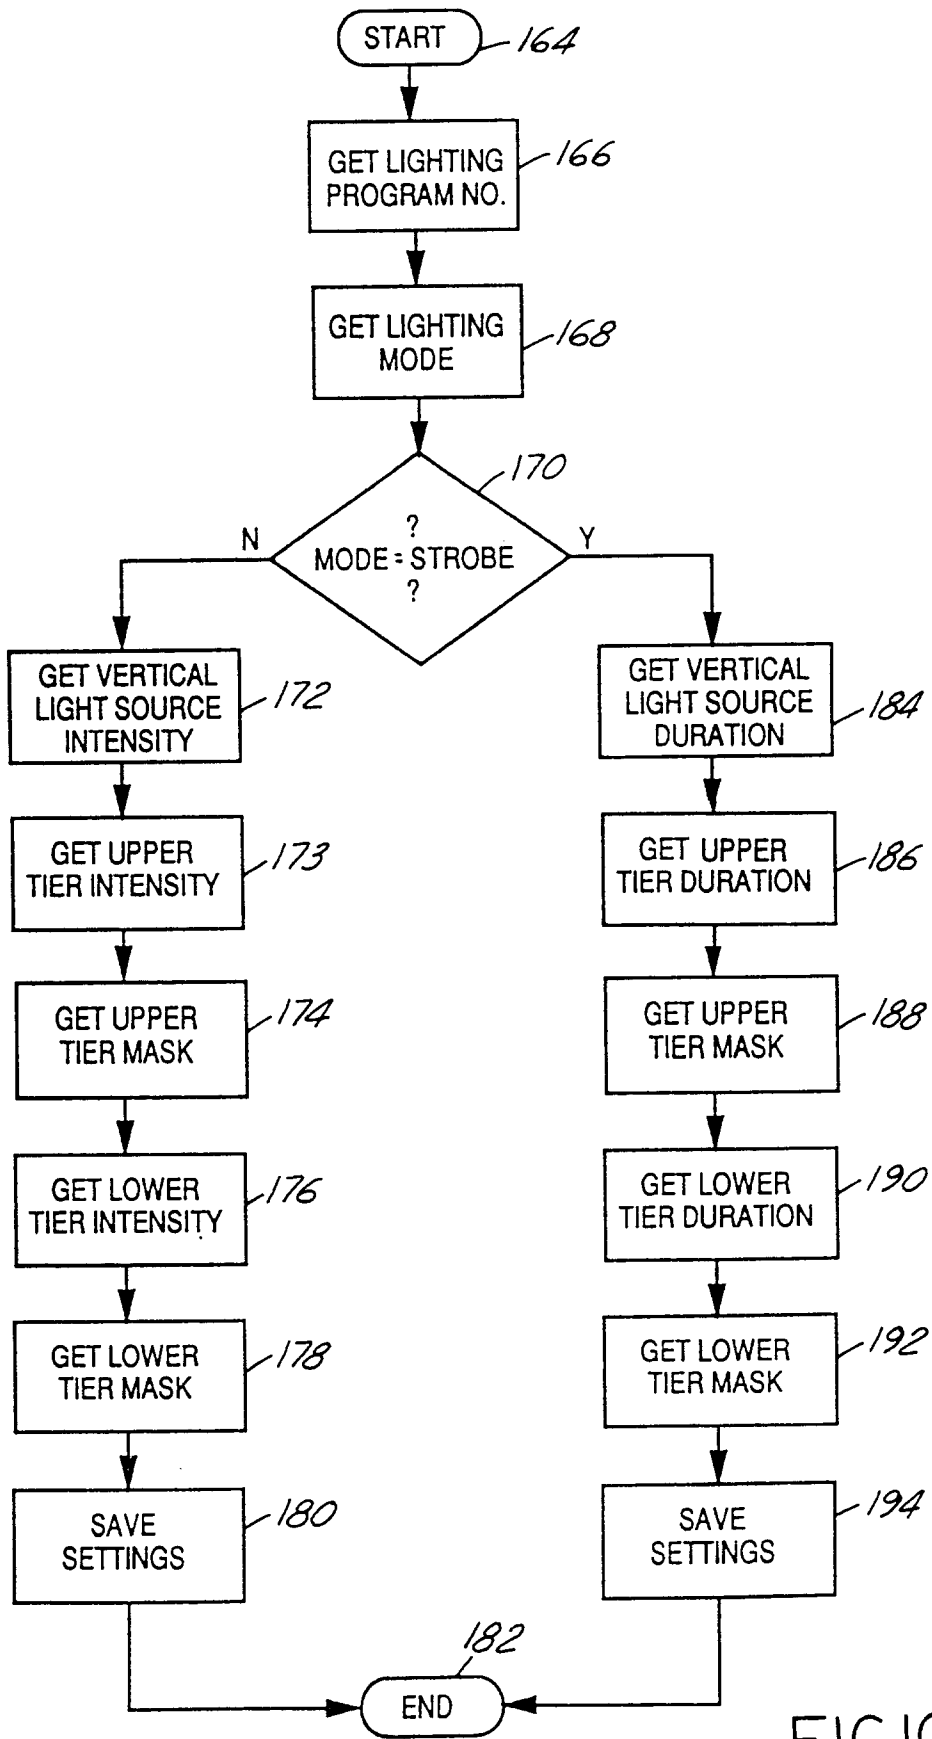 START
164
GET LIGHTING
PROGRAM NO.
166
GET LIGHTING
MODE
168
170
N
?
MODE = STROBE
?
Y
GET VERTICAL
LIGHT SOURCE
INTENSITY
172
GET UPPER
TIER INTENSITY
173
GET UPPER
TIER MASK
174
GET LOWER
TIER INTENSITY
176
GET LOWER
TIER MASK
178
SAVE
SETTINGS
180
GET VERTICAL
LIGHT SOURCE
DURATION
184
GET UPPER
TIER DURATION
186
GET UPPER
TIER MASK
188
GET LOWER
TIER DURATION
190
GET LOWER
TIER MASK
192
SAVE
SETTINGS
194
182
END